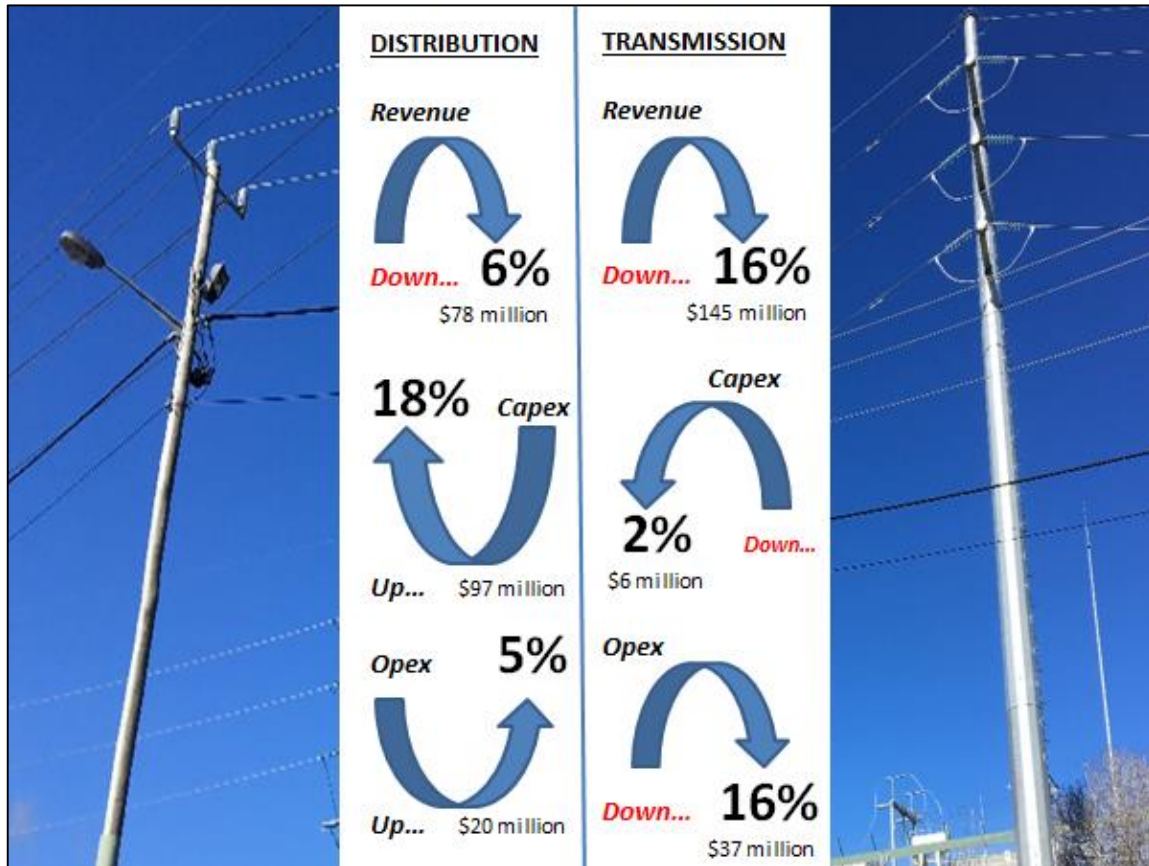 DISTRIBUTION
Revenue
Down... 6%
$78 million
18% Capex
Up... $97 million
Opex 5%
Up... $20 million
TRANSMISSION
Revenue
Down... 16%
$145 million
Capex
2% Down...
$6 million
Opex
Down... 16%
$37 million